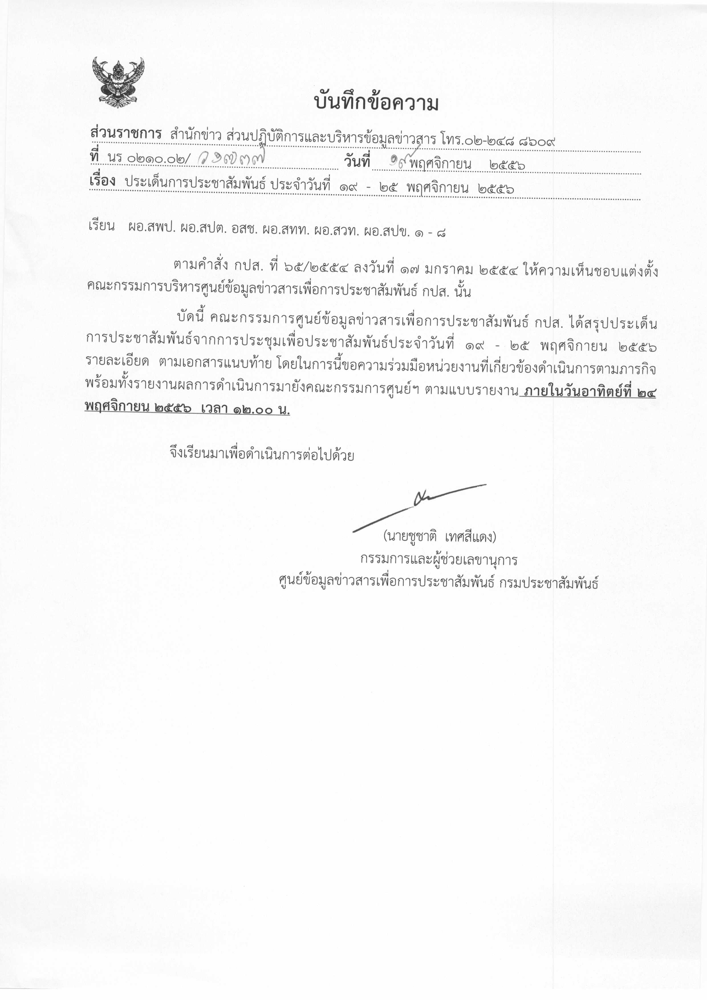 บันทึกข้อความ
ส่วนราชการ สำนักข่าว ส่วนปฏิบัติการและบริหารข้อมูลข่าวสาร โทร.๐๒-๒๔๘ ๘๖๐๙
ที่ นร ๐๒๑๐.๐๒/ วันที่ ๑๙ พฤศจิกายน ๒๕๕๖
เรื่อง ประเด็นการประชาสัมพันธ์ ประจำวันที่ ๑๙ - ๒๕ พฤศจิกายน ๒๕๕๖
เรียน ผอ.สพป. ผอ.สปต. อสช. ผอ.สทท. ผอ.สวท. ผอ.สปข. ๑ - ๘
ตามคำสั่ง กปส. ที่ ๖๕/๒๕๕๔ ลงวันที่ ๑๗ มกราคม ๒๕๕๔ ให้ความเห็นชอบแต่งตั้ง
คณะกรรมการบริหารศูนย์ข้อมูลข่าวสารเพื่อการประชาสัมพันธ์ กปส. นั้น
บัดนี้ คณะกรรมการศูนย์ข้อมูลข่าวสารเพื่อการประชาสัมพันธ์ กปส. ได้สรุปประเด็น
การประชาสัมพันธ์จากการประชุมเพื่อประชาสัมพันธ์ประจำวันที่ ๑๙ - ๒๕ พฤศจิกายน ๒๕๕๖
รายละเอียด ตามเอกสารแนบท้าย โดยในการนี้ขอความร่วมมือหน่วยงานที่เกี่ยวข้องดำเนินการตามภารกิจ
พร้อมทั้งรายงานผลการดำเนินการมายังคณะกรรมการศูนย์ฯ ตามแบบรายงาน ภายในวันอาทิตย์ที่ ๒๔
พฤศจิกายน ๒๕๕๖ เวลา ๑๒.๐๐ น.
จึงเรียนมาเพื่อดำเนินการต่อไปด้วย
(นายชูชาติ เทศสีแดง)
กรรมการและผู้ช่วยเลขานุการ
ศูนย์ข้อมูลข่าวสารเพื่อการประชาสัมพันธ์ กรมประชาสัมพันธ์